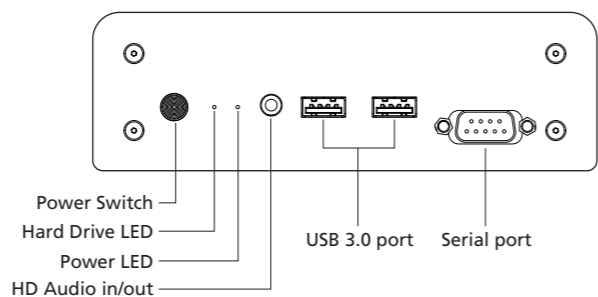 Power Switch
Hard Drive LED
Power LED
HD Audio in/out
USB 3.0 port
Serial port